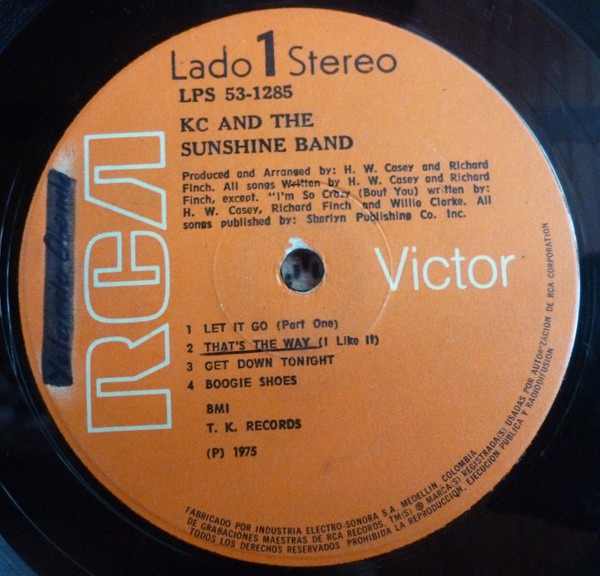 Lado 1 Stereo
LPS 53-1285
KC AND THE
SUNSHINE BAND
Produced and Arranged by: H. W. Casey and Richard
Finch. All songs Written by H. W. Casey and Richard
Finch, except. "I'm So Crazy (Bout You) written by:
H. W. Casey, Richard Finch and Willie Clarke. All
songs published by: Sherlyn Publishing Co. Inc.
RCA
Victor
1 LET IT GO (Part One)
2 THAT'S THE WAY (I Like It)
3 GET DOWN TONIGHT
4 BOOGIE SHOES
BMI
T. K. RECORDS
(P) 1975
FABRICADO POR INDUSTRIA ELECTRO-SONORA S.A. MEDELLIN, COLOMBIA
DE GRABACIONES MAESTRAS DE RCA RECORDS. TM(S) ® MARCA(S) REGISTRADA(S) USADAS POR AUTORIZACION DE RCA CORPORATION
TODOS LOS DERECHOS RESERVADOS. PROHIBIDA LA REPRODUCCION, EJECUCION PUBLICA Y RADIODIFUSION